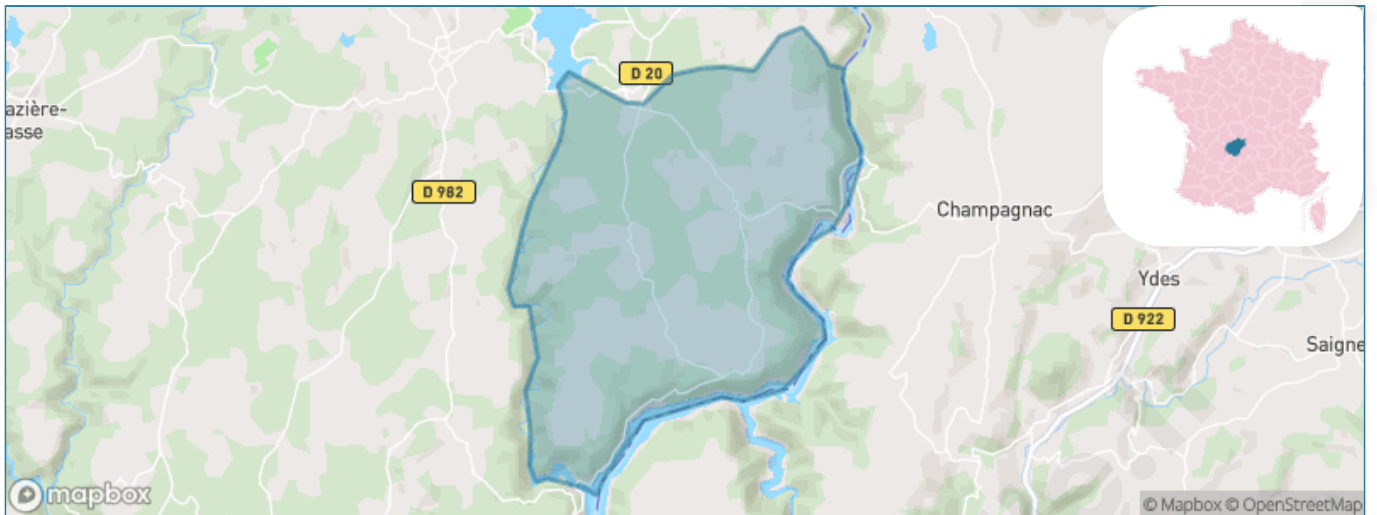 D 20
azière-
asse
D 982
Champagnac
Ydes
D 922
Saigne
mapbox
© Mapbox © OpenStreetMap